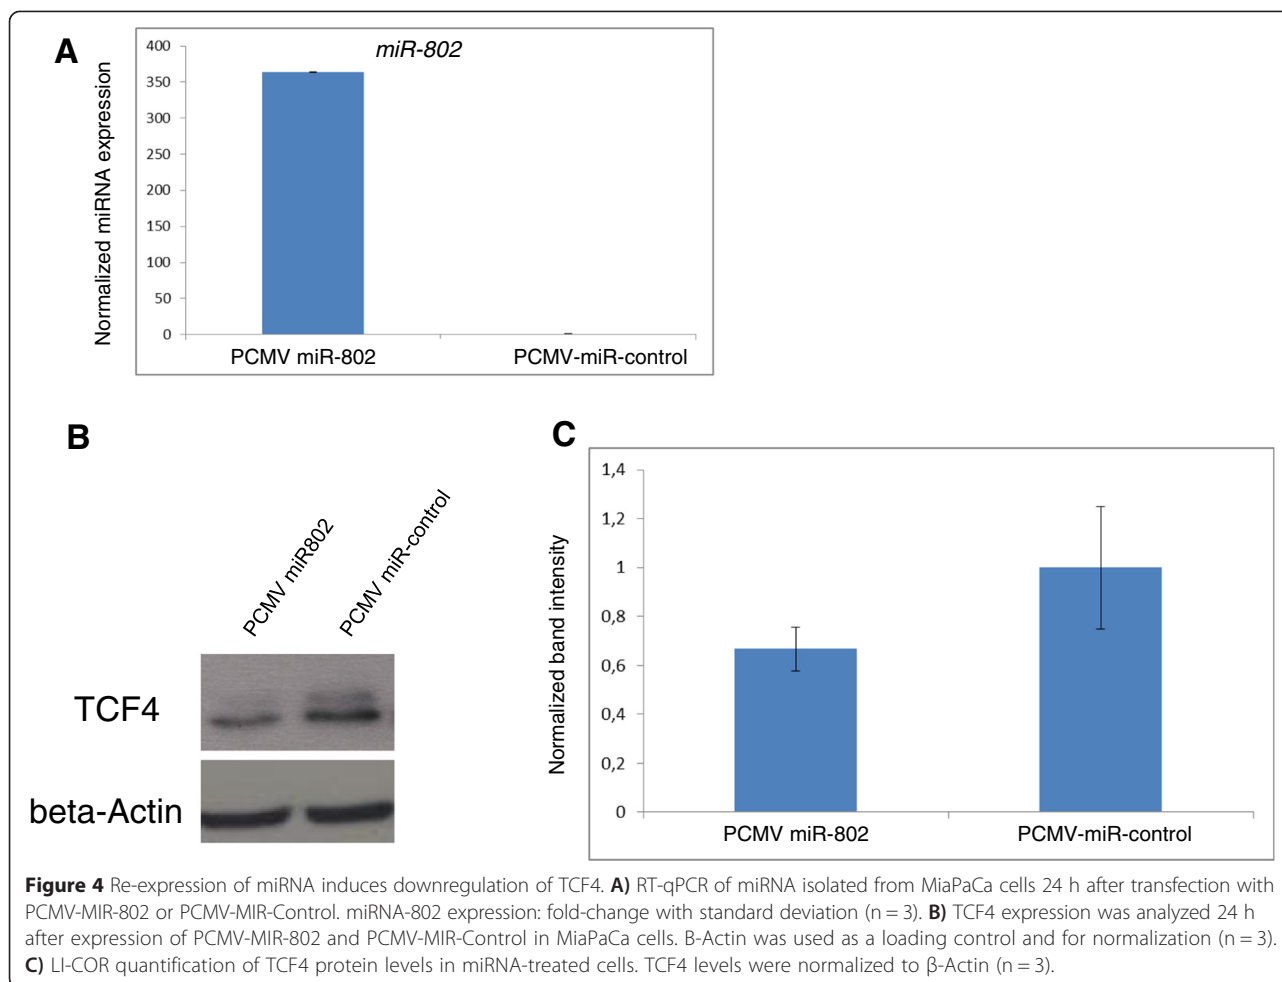 A
miR-802
Normalized miRNA expression
400
350
300
250
200
150
100
50
0
PCMV miR-802
PCMV-miR-control
B
PCMV miR802
PCMV miR-control
TCF4
beta-Actin
C
Normalized band intensity
1,4
1,2
1
0,8
0,6
0,4
0,2
0
PCMV miR-802
PCMV-miR-control
Figure 4 Re-expression of miRNA induces downregulation of TCF4. A) RT-qPCR of miRNA isolated from MiaPaCa cells 24 h after transfection with
PCMV-MIR-802 or PCMV-MIR-Control. miRNA-802 expression: fold-change with standard deviation (n = 3). B) TCF4 expression was analyzed 24 h
after expression of PCMV-MIR-802 and PCMV-MIR-Control in MiaPaCa cells. B-Actin was used as a loading control and for normalization (n = 3).
C) LI-COR quantification of TCF4 protein levels in miRNA-treated cells. TCF4 levels were normalized to β-Actin (n = 3).